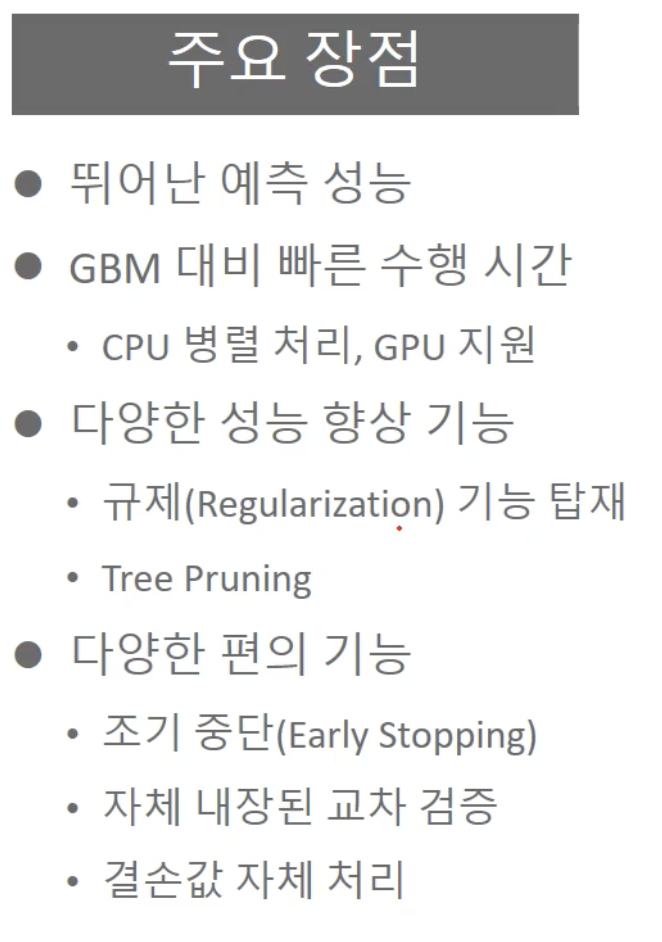 주요 장점
● 뛰어난 예측 성능
● GBM 대비 빠른 수행 시간
• CPU 병렬 처리, GPU 지원
● 다양한 성능 향상 기능
• 규제(Regularization) 기능 탑재
• Tree Pruning
● 다양한 편의 기능
• 조기 중단(Early Stopping)
• 자체 내장된 교차 검증
• 결손값 자체 처리